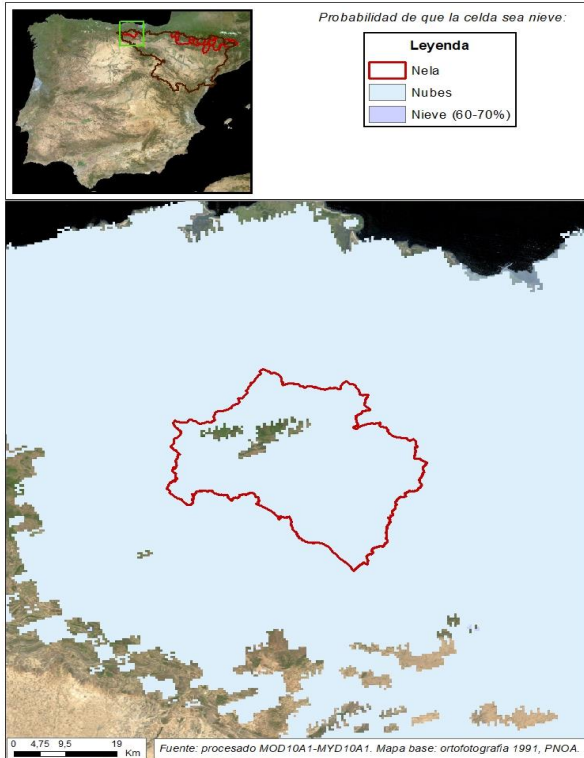 Probabilidad de que la celda sea nieve:
Leyenda
Nela
Nubes
Nieve (60-70%)
0 4,75 9,5 19
Km
Fuente: procesado MOD10A1-MYD10A1. Mapa base: ortofotografía 1991, PNOA.